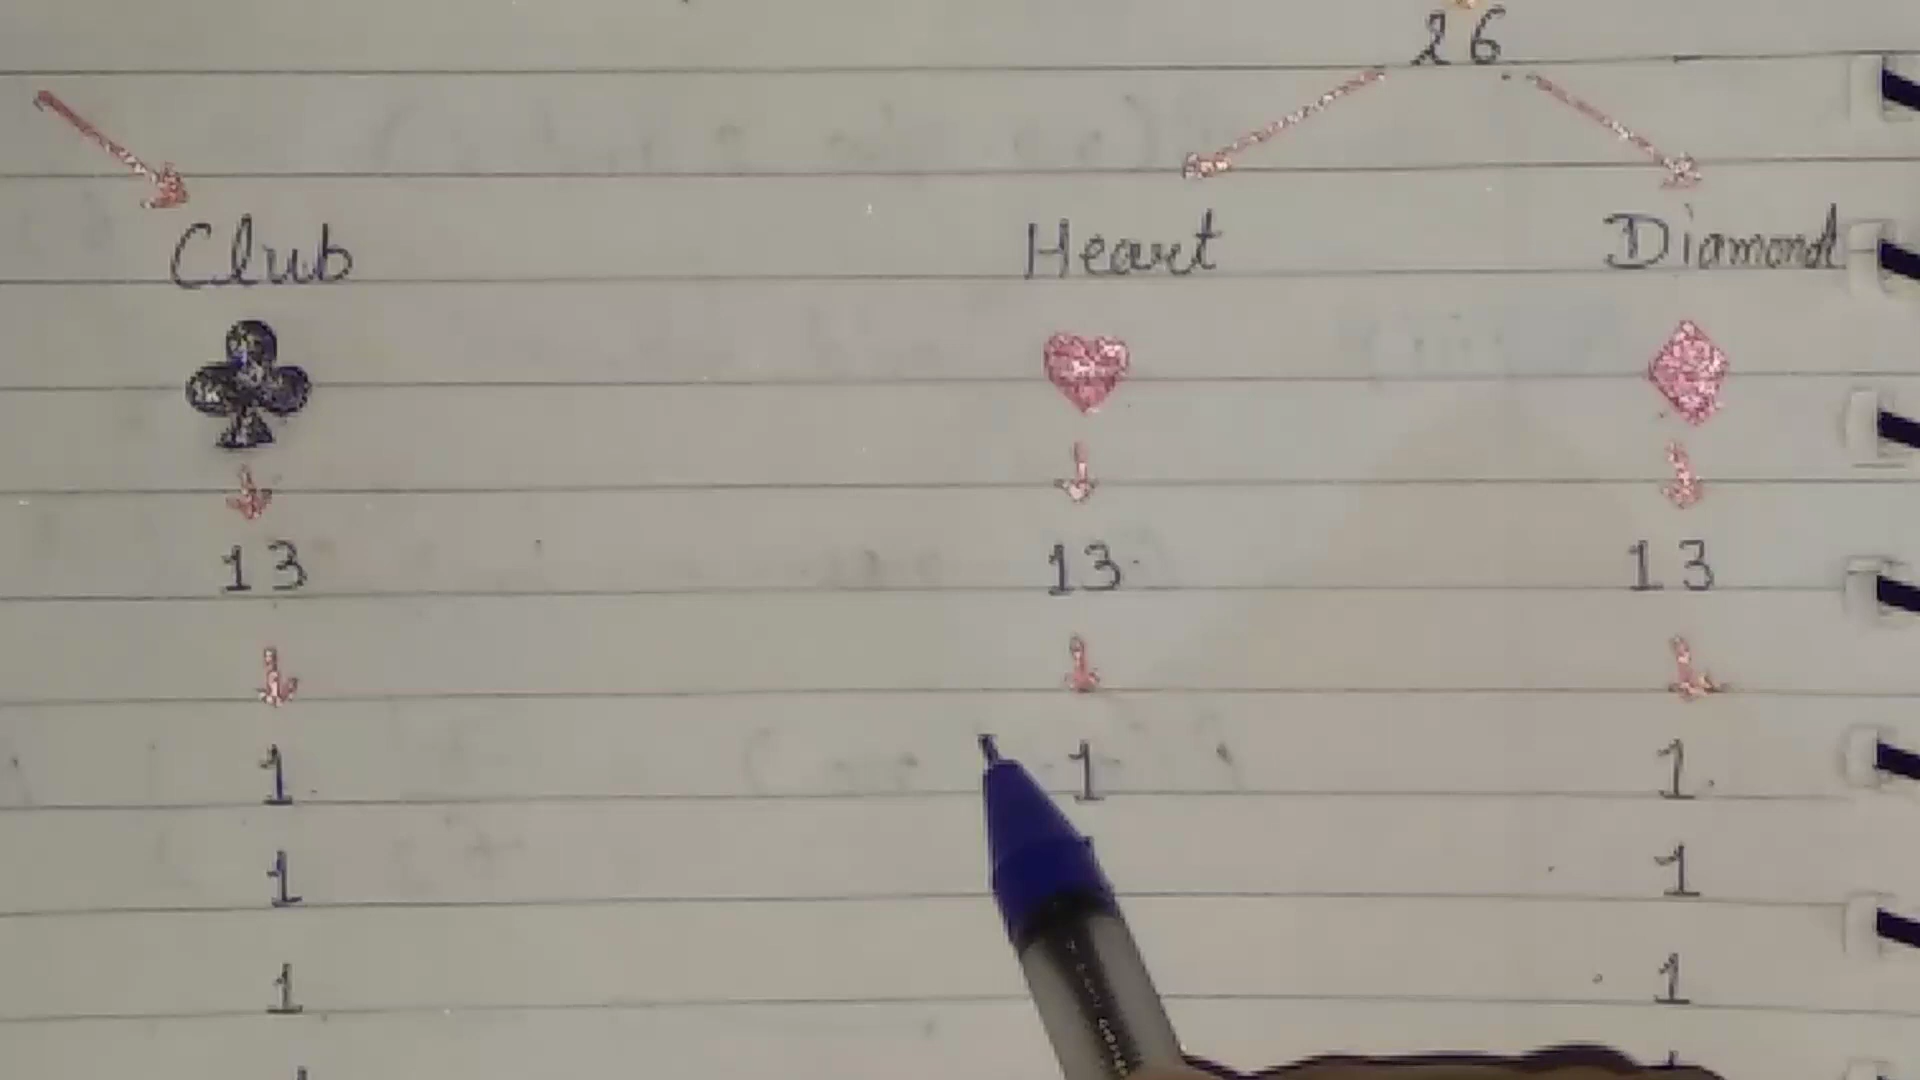 26
Club Heart Diamond
13 13 13
1 1 1
1 1
1 1